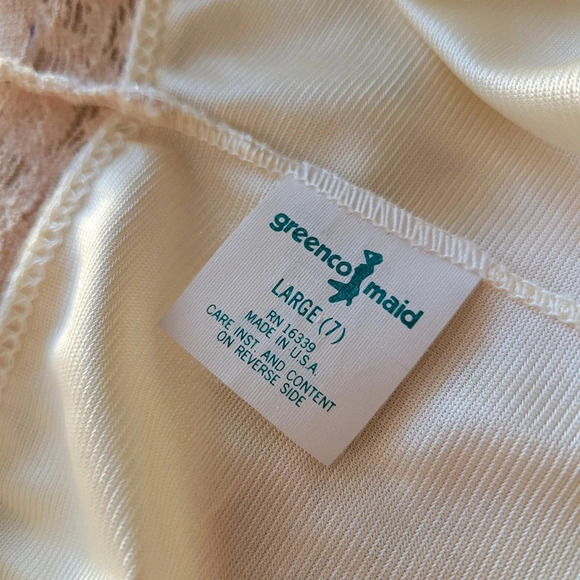 greenco maid
LARGE (7)
RN 16339
MADE IN U.S.A.
CARE INST. AND CONTENT
ON REVERSE SIDE